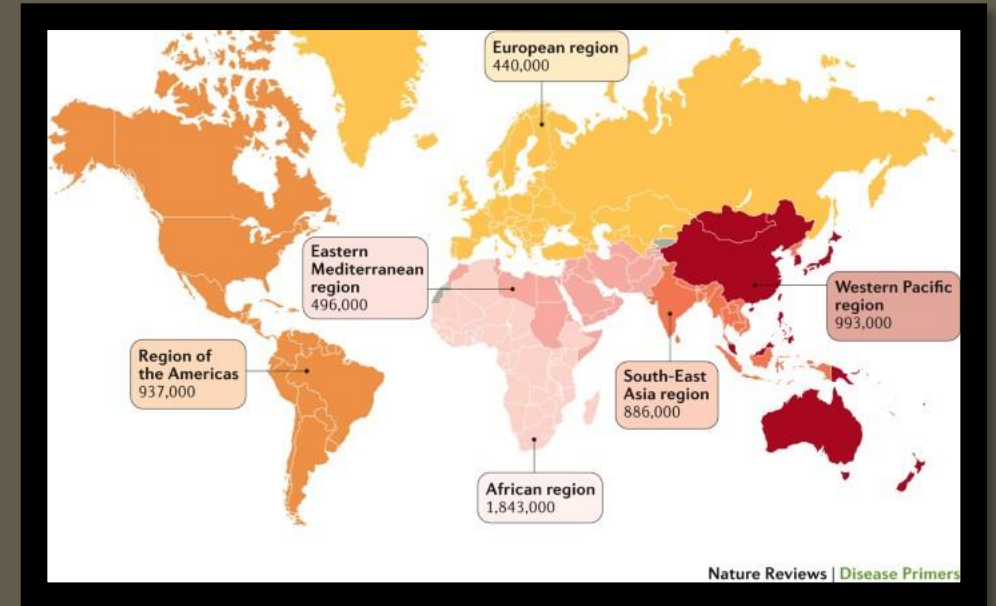 European region
440,000
Eastern
Mediterranean
region
496,000
Western Pacific
region
993,000
Region of
the Americas
937,000
South-East
Asia region
886,000
African region
1,843,000
Nature Reviews | Disease Primers